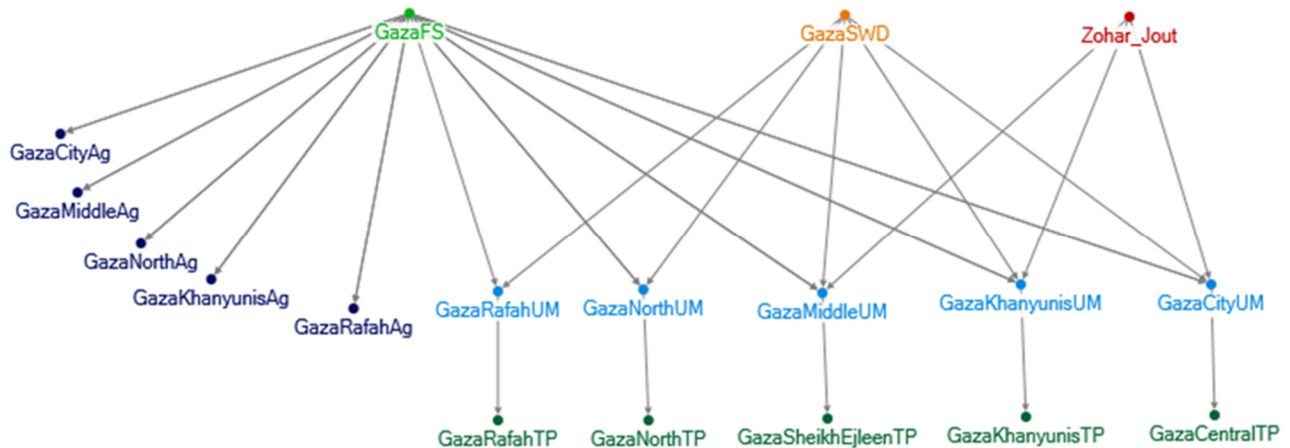 GazaFS
GazaSWD
Zohar_Jout
GazaCityAg
GazaMiddleAg
GazaNorthAg
GazaKhanyunisAg
GazaRafahAg
GazaRafahUM
GazaNorthUM
GazaMiddleUM
GazaKhanyunisUM
GazaCityUM
GazaRafahTP
GazaNorthTP
GazaSheikhEjleenTP
GazaKhanyunisTP
GazaCentralTP